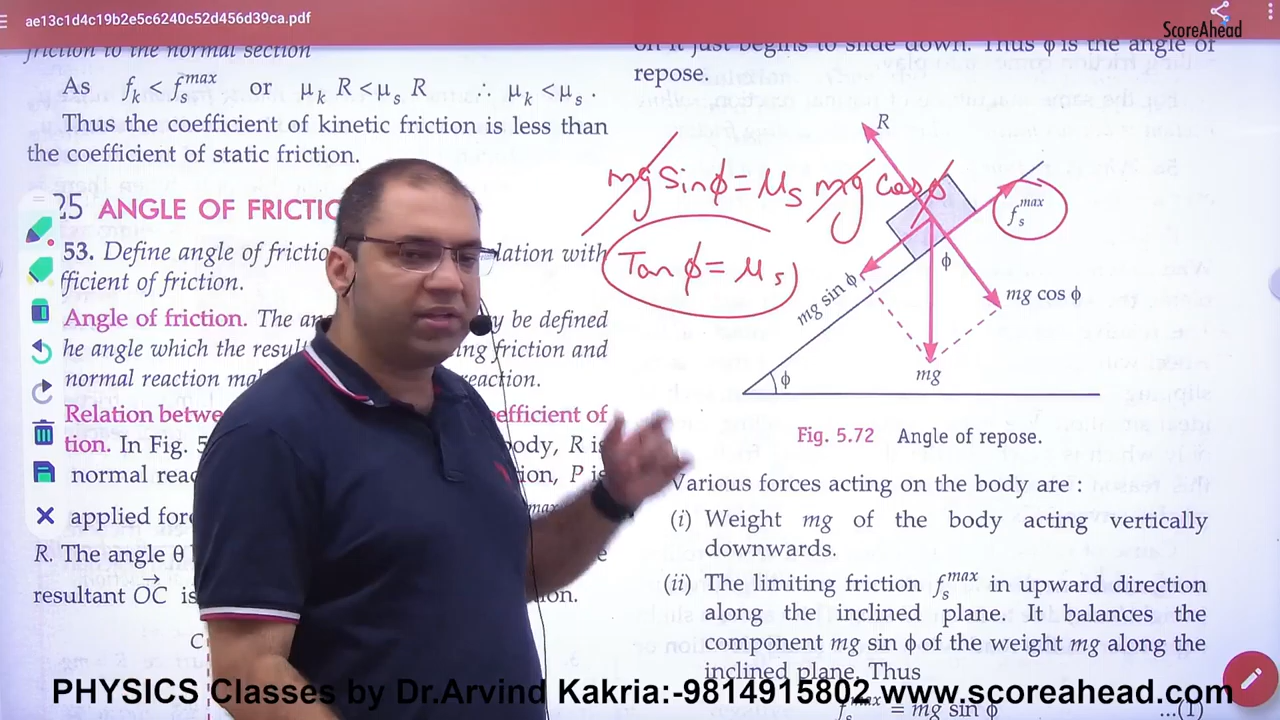 ae13c1d4c19b2e5c6240c52d456d39ca.pdf
ScoreAhead
friction to the normal section
As f_k < f_s^max or μ_k R < μ_s R ∴ μ_k < μ_s .
Thus the coefficient of kinetic friction is less than
the coefficient of static friction.
25 ANGLE OF FRICTIO
53. Define angle of frictio lation with
fficient of friction.
Angle of friction. The an y be defined
he angle which the resul ing friction and
normal reaction mak reaction.
Relation betwe oefficient of
tion. In Fig. 5 body, R is
normal reac tion, P is
applied for
R. The angle θ
resultant OC→ is ion.
C
on it just begins to slide down. Thus ϕ is the angle of
repose.
R
mg Sinϕ = μs mg cosϕ
Tan ϕ = μs
f_s^max
mg sin ϕ
ϕ
mg cos ϕ
mg
ϕ
Fig. 5.72 Angle of repose.
Various forces acting on the body are :
(i) Weight mg of the body acting vertically
downwards.
(ii) The limiting friction f_s^max in upward direction
along the inclined plane. It balances the
component mg sin ϕ of the weight mg along the
inclined plane. Thus
f_s^max = mg sin ϕ ...(1)
PHYSICS Classes by Dr.Arvind Kakria:-9814915802 www.scoreahead.com